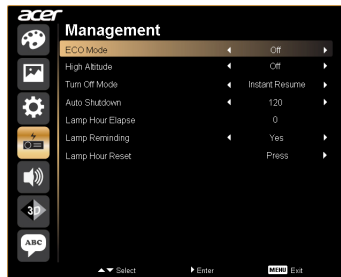 acer
Management
ECO Mode Off
High Altitude Off
Turn Off Mode Instant Resume
Auto Shutdown 120
Lamp Hour Elapse 0
Lamp Reminding Yes
Lamp Hour Reset Press
3D
ABC
Select Enter MENU Exit